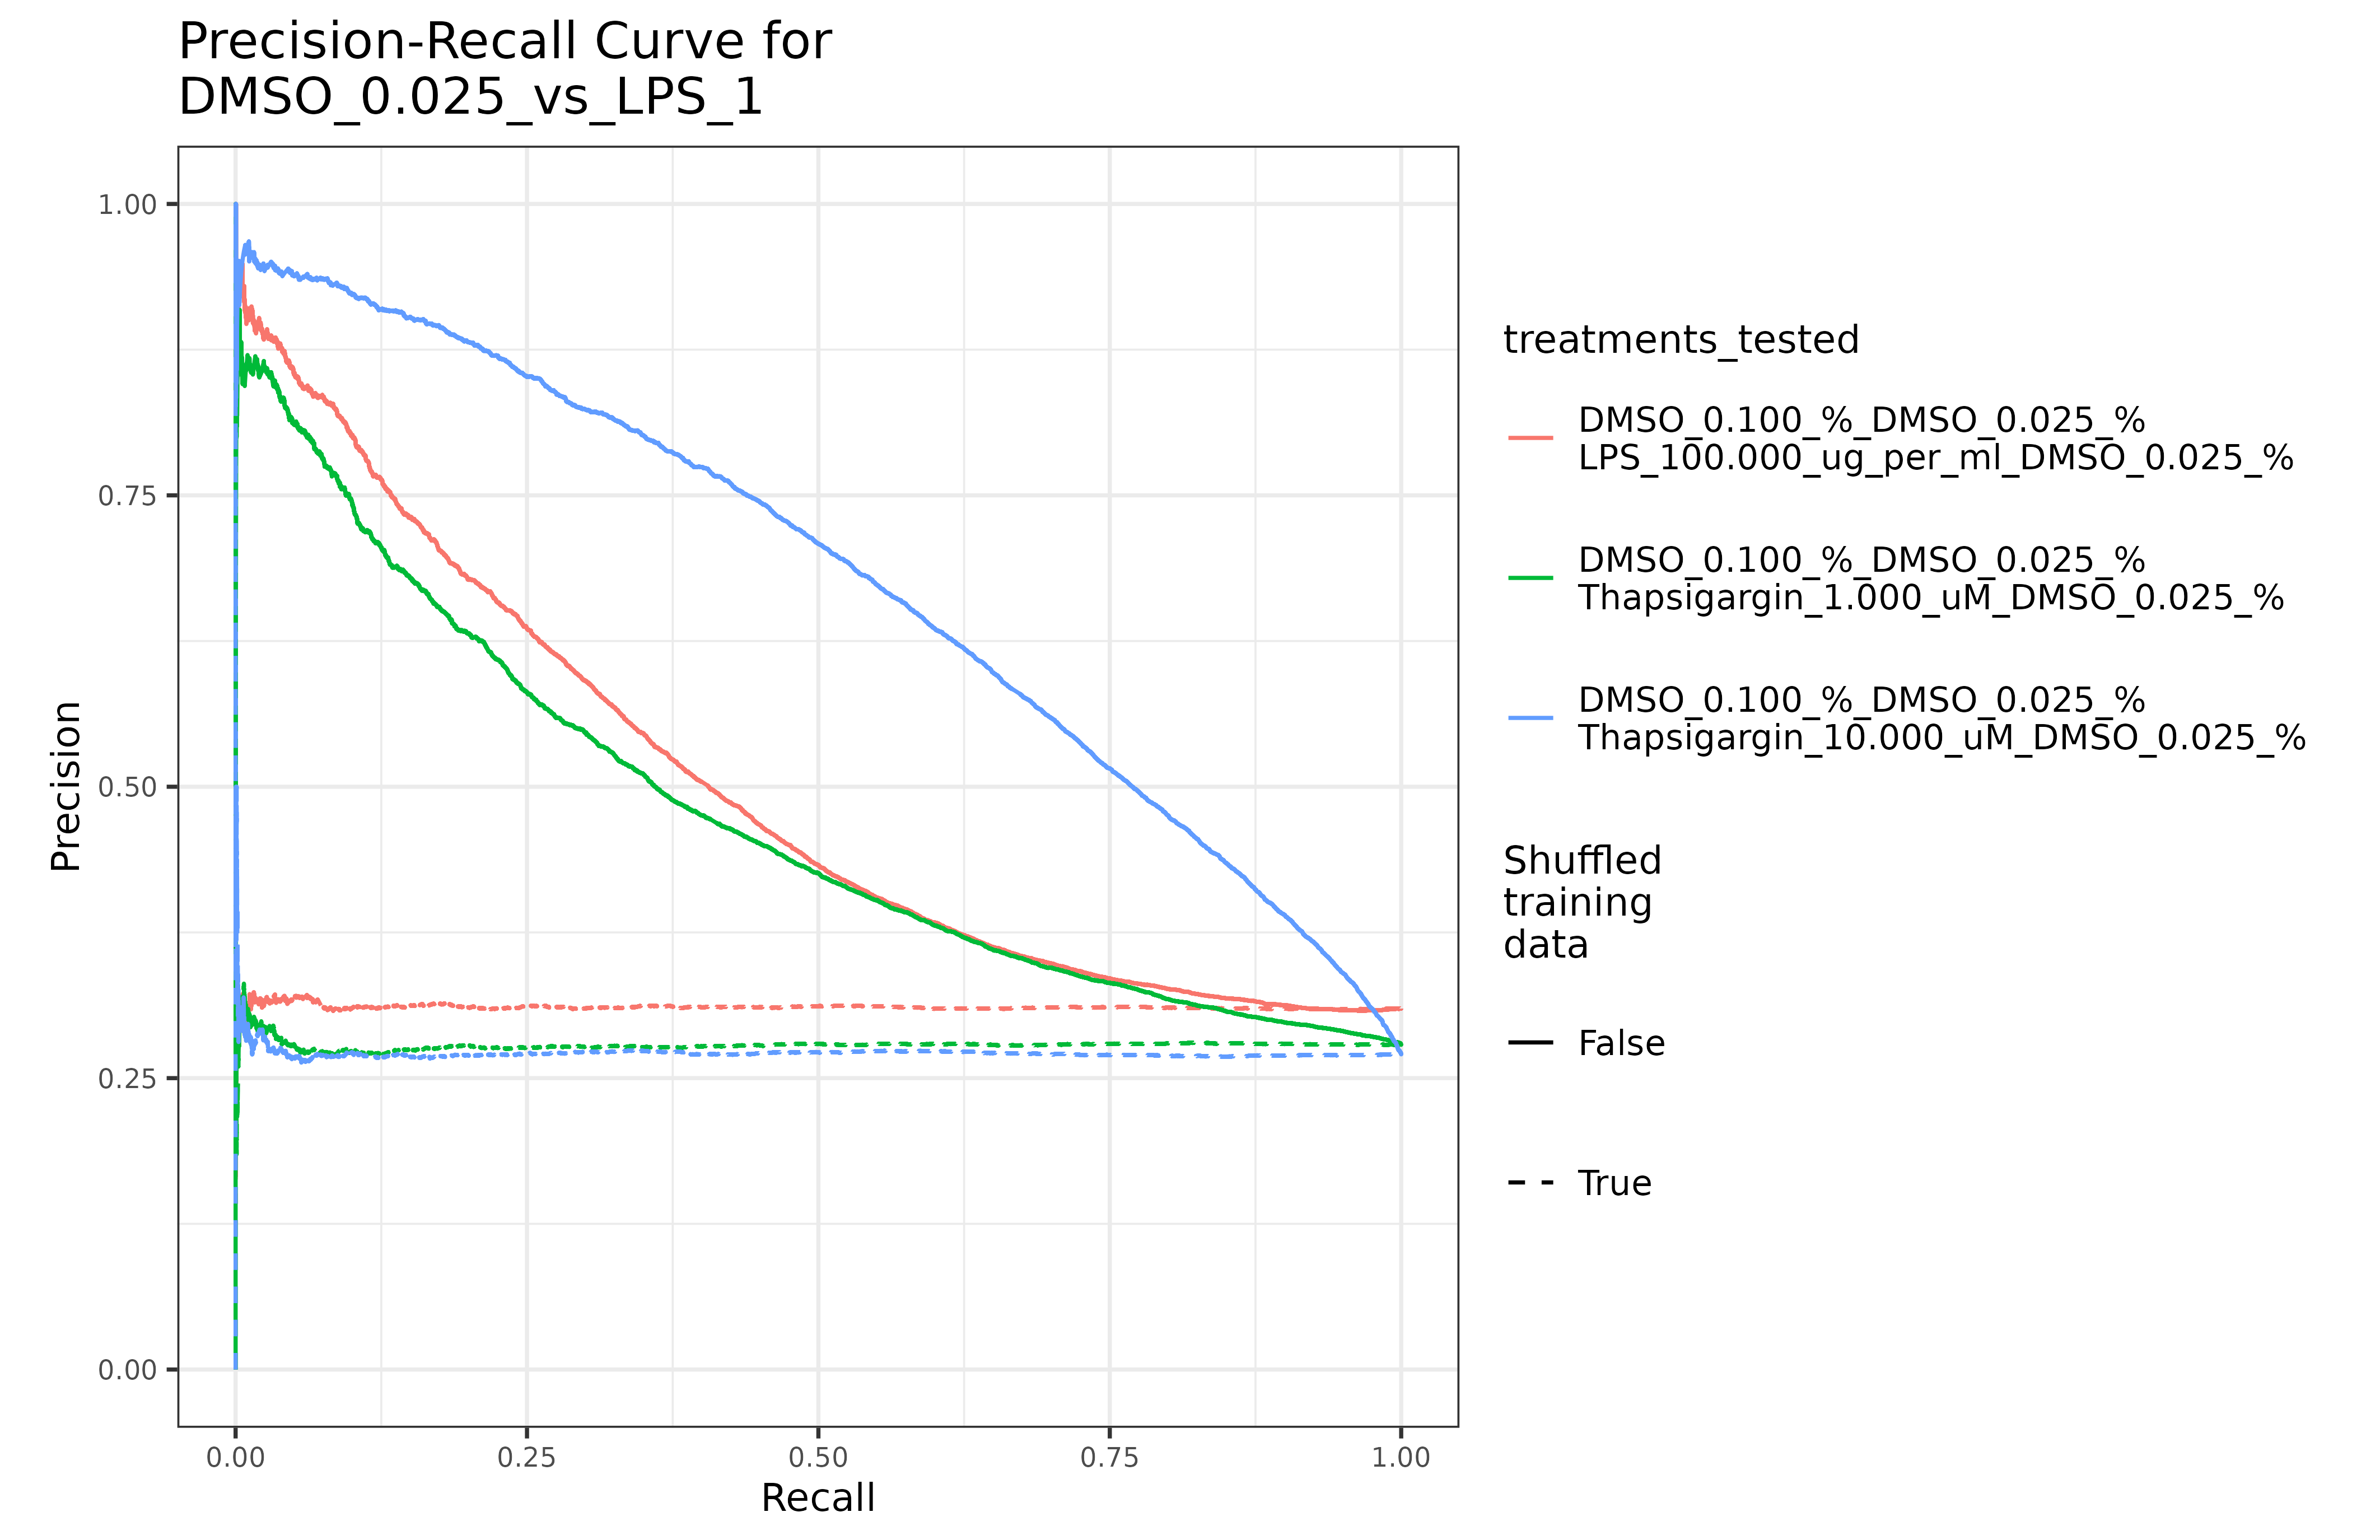 Precision-Recall Curve for
DMSO_0.025_vs_LPS_1
1.00
0.75
0.50
0.25
0.00
Precision
0.00
0.25
0.50
0.75
1.00
Recall
treatments_tested
DMSO_0.100_%_DMSO_0.025_%
LPS_100.000_ug_per_ml_DMSO_0.025_%
DMSO_0.100_%_DMSO_0.025_%
Thapsigargin_1.000_uM_DMSO_0.025_%
DMSO_0.100_%_DMSO_0.025_%
Thapsigargin_10.000_uM_DMSO_0.025_%
Shuffled
training
data
False
True